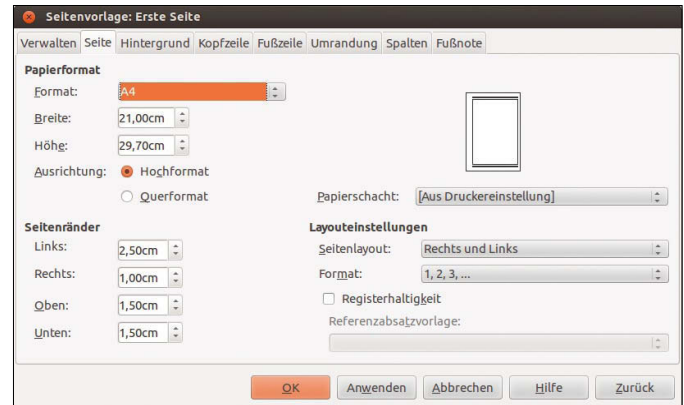 Seitenvorlage: Erste Seite
Verwalten Seite Hintergrund Kopfzeile Fußzeile Umrandung Spalten Fußnote
Papierformat
Format: A4
Breite: 21,00cm
Höhe: 29,70cm
Ausrichtung: Hochformat
Querformat
Papierschacht: [Aus Druckereinstellung]
Seitenränder
Links: 2,50cm
Rechts: 1,00cm
Oben: 1,50cm
Unten: 1,50cm
Layouteinstellungen
Seitenlayout: Rechts und Links
Format: 1, 2, 3, ...
Registerhaltigkeit
Referenzabsatzvorlage:
OK Anwenden Abbrechen Hilfe Zurück